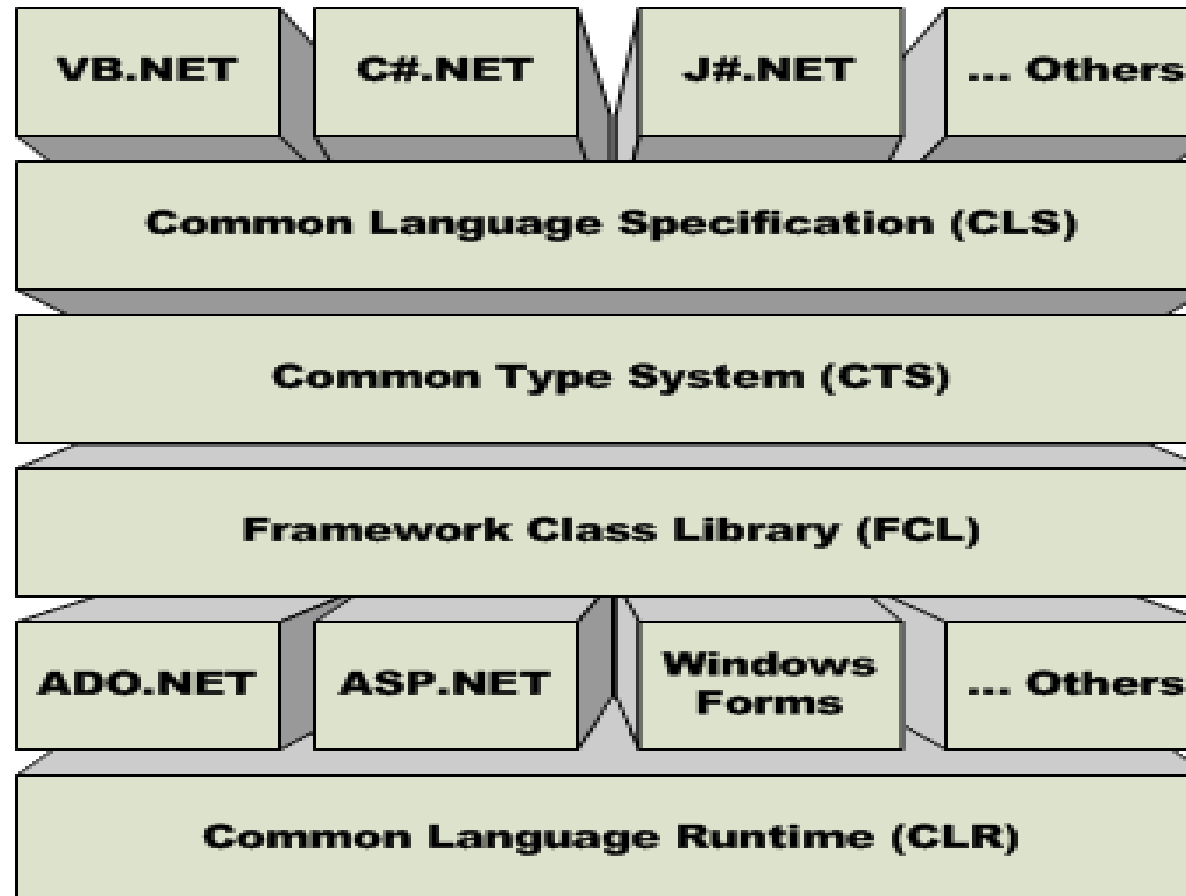 VB.NET
C#.NET
J#.NET
... Others
Common Language Specification (CLS)
Common Type System (CTS)
Framework Class Library (FCL)
ADO.NET
ASP.NET
Windows
Forms
... Others
Common Language Runtime (CLR)